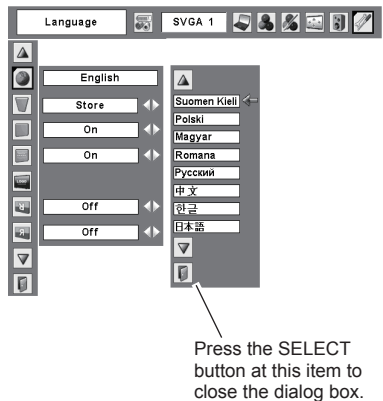 Language
SVGA 1
English
Store
On
On
Off
Off
Suomen Kieli
Polski
Magyar
Romana
Русский
中文
한글
日本語
Press the SELECT
button at this item to
close the dialog box.